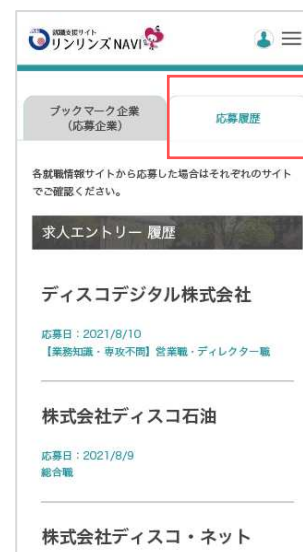 就職支援サイト
リンリンズNAVI
ブックマーク企業
(応募企業)
応募履歴
各就職情報サイトから応募した場合はそれぞれのサイト
でご確認ください。
求人エントリー 履歴
ディスコデジタル株式会社
応募日：2021/8/10
【業務知識・専攻不問】営業職・ディレクター職
株式会社ディスコ石油
応募日：2021/8/9
総合職
株式会社ディスコ・ネット